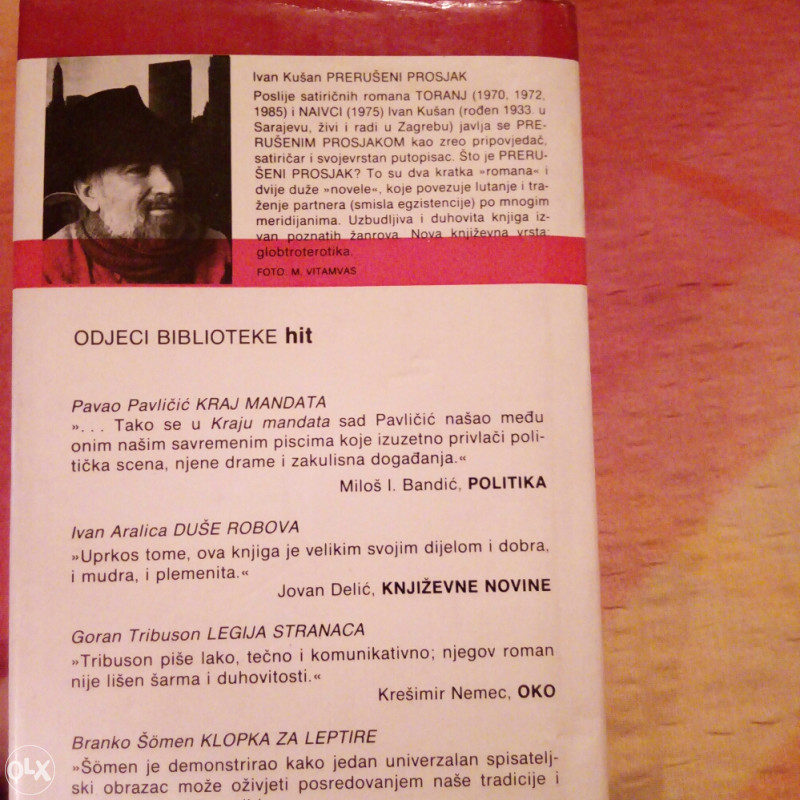 Ivan Kušan PRERUŠENI PROSJAK
Poslije satiričnih romana TORANJ (1970, 1972,
1985) i NAIVCI (1975) Ivan Kušan (rođen 1933. u
Sarajevu, živi i radi u Zagrebu) javlja se PRE-
RUŠENIM PROSJAKOM kao zreo pripovjedač,
satiričar i svojevrstan putopisac. Što je PRERU-
ŠENI PROSJAK? To su dva kratka »romana« i
dvije duže »novele«, koje povezuje lutanje i tra-
ženje partnera (smisla egzistencije) po mnogim
meridijanima. Uzbudljiva i duhovita knjiga iz-
van poznatih žanrova. Nova književna vrsta:
globtroterotika.
FOTO: M. VITAMVAS
ODJECI BIBLIOTEKE hit
Pavao Pavličić KRAJ MANDATA
»... Tako se u Kraju mandata sad Pavličić našao među
onim našim savremenim piscima koje izuzetno privlači poli-
tička scena, njene drame i zakulisna događanja.«
Miloš I. Bandić, POLITIKA
Ivan Aralica DUŠE ROBOVA
»Uprkos tome, ova knjiga je velikim svojim dijelom i dobra,
i mudra, i plemenita.«
Jovan Delić, KNJIŽEVNE NOVINE
Goran Tribuson LEGIJA STRANACA
»Tribuson piše lako, tečno i komunikativno; njegov roman
nije lišen šarma i duhovitosti.«
Krešimir Nemec, OKO
Branko Šömen KLOPKA ZA LEPTIRE
»Šömen je demonstrirao kako jedan univerzalan spisatelj-
ski obrazac može oživjeti posredovanjem naše tradicije i
OLX